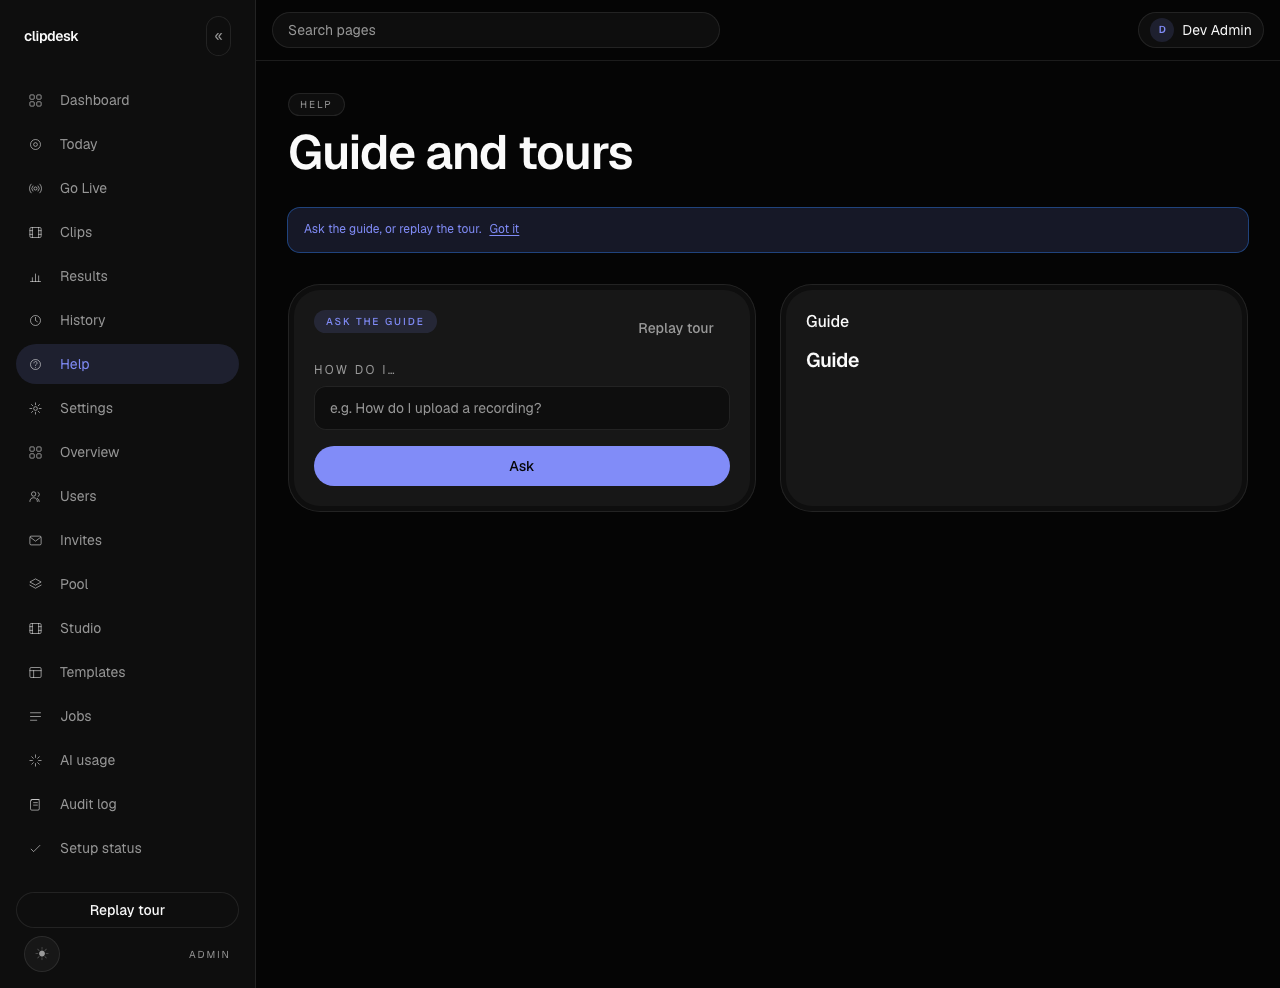 clipdesk
«
Search pages
D
Dev Admin
Dashboard
Today
Go Live
Clips
Results
History
Help
Settings
Overview
Users
Invites
Pool
Studio
Templates
Jobs
AI usage
Audit log
Setup status
Replay tour
ADMIN
HELP
Guide and tours
Ask the guide, or replay the tour. Got it
ASK THE GUIDE
Replay tour
HOW DO I…
e.g. How do I upload a recording?
Ask
Guide
Guide